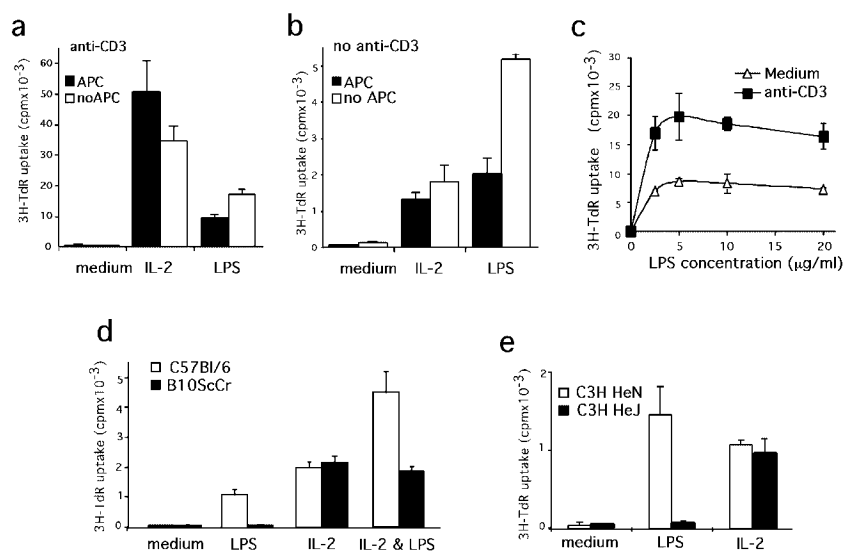 a
anti-CD3
3H-TdR uptake (cpmx10-3)
60
50
40
30
20
10
0
APC
noAPC
medium IL-2 LPS
b
no anti-CD3
3H-TdR uptake (cpmx10-3)
5
4
2
0
APC
no APC
medium IL-2 LPS
c
3H-TdR uptake (cpmx10-3)
30
25
20
15
10
5
0
Medium
anti-CD3
0 5 10 15 20
LPS concentration (µg/ml)
d
3H-TdR uptake (cpmx10-3)
5
4
3
2
1
0
C57Bl/6
B10ScCr
medium LPS IL-2 IL-2 & LPS
e
3H-TdR uptake (cpmx10-3)
2
1
0
C3H HeN
C3H HeJ
medium LPS IL-2